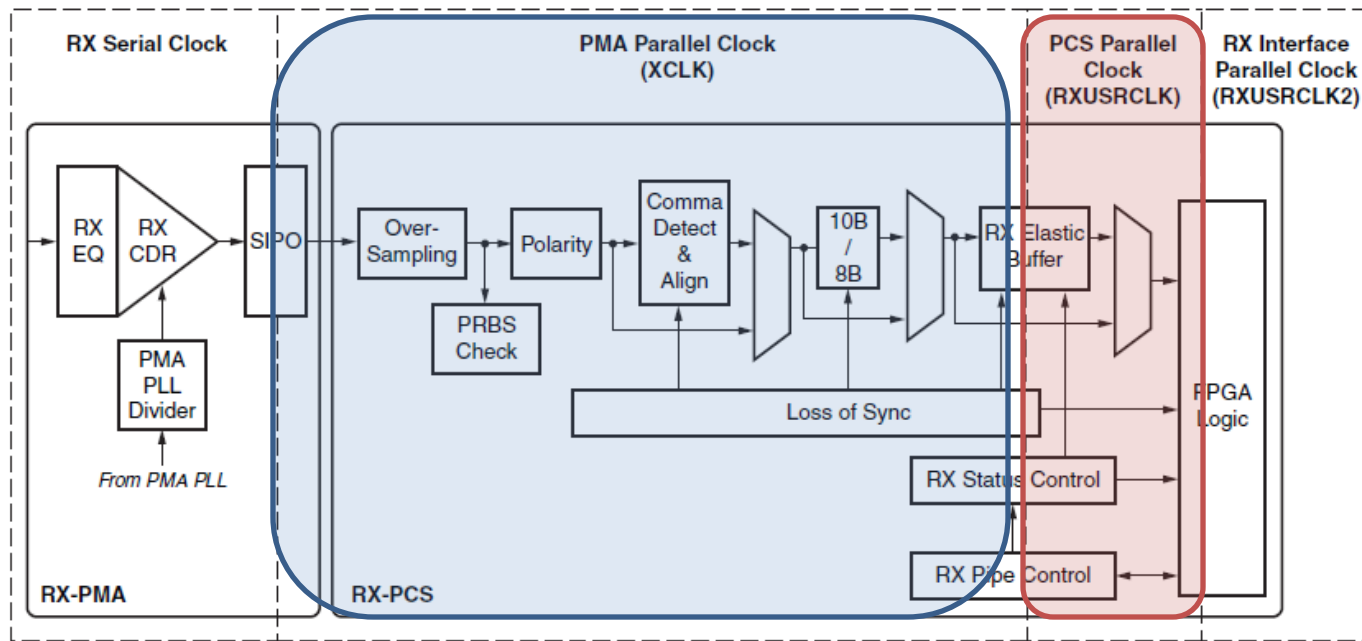 RX Serial Clock
PMA Parallel Clock
(XCLK)
PCS Parallel
Clock
(RXUSRCLK)
RX Interface
Parallel Clock
(RXUSRCLK2)
RX
EQ
RX
CDR
SIPO
Over-
Sampling
Polarity
Comma
Detect
&
Align
10B
/
8B
RX Elastic
Buffer
PRBS
Check
PMA
PLL
Divider
From PMA PLL
Loss of Sync
FPGA
Logic
RX Status Control
RX Pipe Control
RX-PMA
RX-PCS